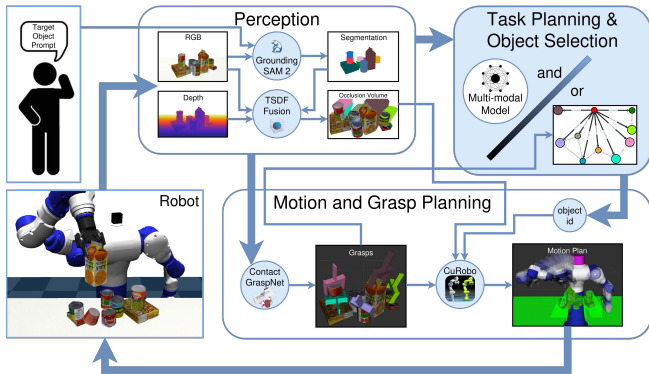 Target
Object
Prompt
Perception
RGB
Grounding
SAM 2
Segmentation
Depth
TSDF
Fusion
Occlusion Volume
Task Planning &
Object Selection
Multi-modal
Model
and
or
Robot
Motion and Grasp Planning
object
id
Contact
GraspNet
Grasps
CuRobo
Motion Plan